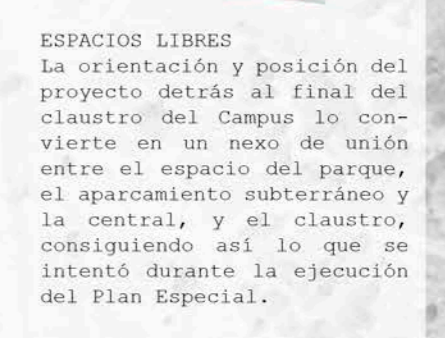 ESPACIOS LIBRES
La orientación y posición del
proyecto detrás al final del
claustro del Campus lo con-
vierte en un nexo de unión
entre el espacio del parque,
el aparcamiento subterráneo y
la central, y el claustro,
consiguiendo así lo que se
intentó durante la ejecución
del Plan Especial.